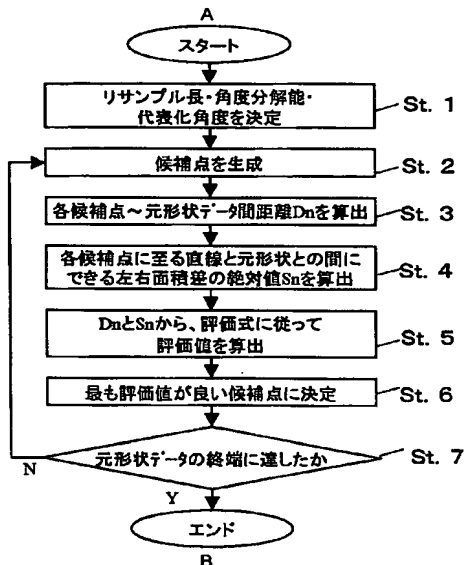 A
スタート
リサンプル長・角度分解能・
代表化角度を決定
St. 1
候補点を生成
St. 2
各候補点~元形状データ間距離Dnを算出
St. 3
各候補点に至る直線と元形状との間に
できる左右面積差の絶対値Snを算出
St. 4
DnとSnから、評価式に従って
評価値を算出
St. 5
最も評価値が良い候補点に決定
St. 6
元形状データの終端に達したか
St. 7
N
Y
エンド
B